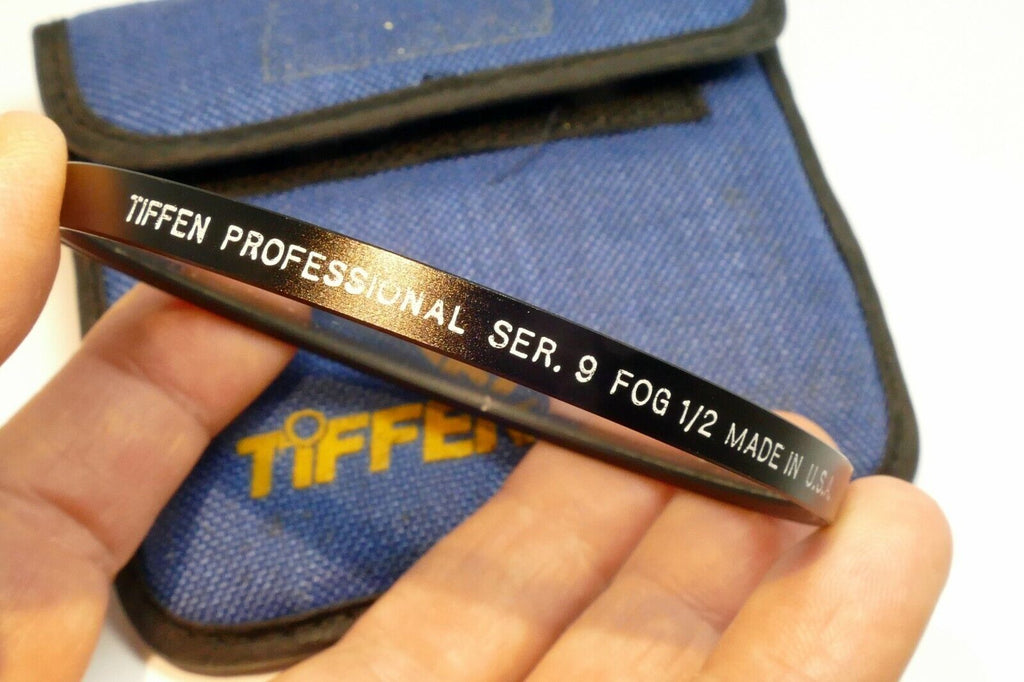 TIFFEN PROFESSIONAL SER. 9 FOG 1/2 MADE IN U.S.A.
TIFFEN